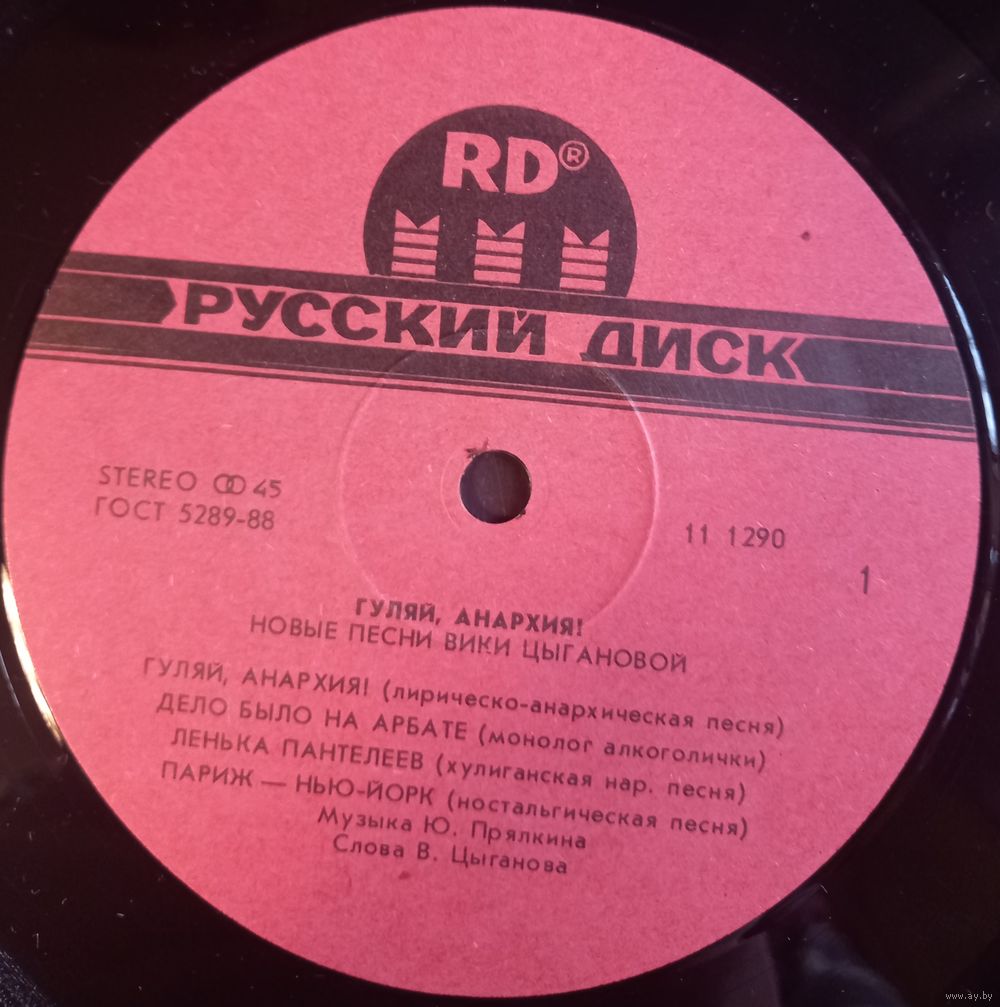 RD®
РУССКИЙ ДИСК
STEREO 45
ГОСТ 5289-88
11 1290
1
ГУЛЯЙ, АНАРХИЯ!
НОВЫЕ ПЕСНИ ВИКИ ЦЫГАНОВОЙ
ГУЛЯЙ, АНАРХИЯ! (лирическо-анархическая песня)
ДЕЛО БЫЛО НА АРБАТЕ (монолог алкоголички)
ЛЕНЬКА ПАНТЕЛЕЕВ (хулиганская нар. песня)
ПАРИЖ — НЬЮ-ЙОРК (ностальгическая песня)
Музыка Ю. Прялкина
Слова В. Цыганова
www.ay.by